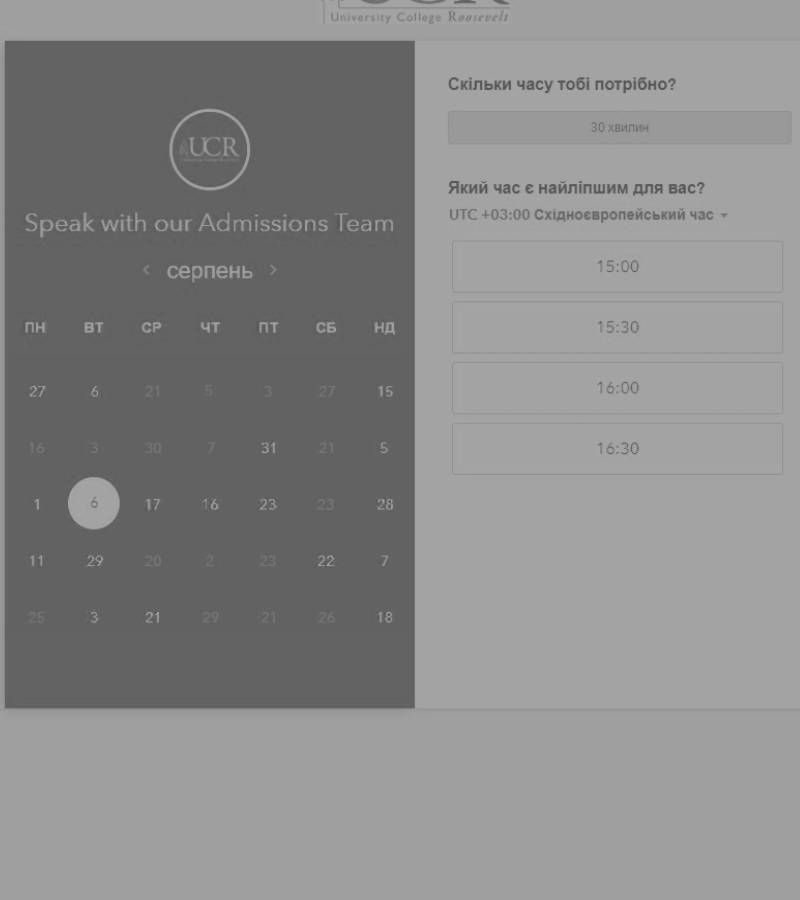 University College Roosevelt
UCR
Speak with our Admissions Team
серпень
ПН ВТ СР ЧТ ПТ СБ НД
27 6 21 5 3 27 15
16 3 30 7 31 21 5
1 6 17 16 23 23 28
11 29 20 2 23 22 7
25 3 21 29 21 26 18
Скільки часу тобі потрібно?
30 хвилин
Який час є найліпшим для вас?
UTC +03:00 Східноєвропейський час
15:00
15:30
16:00
16:30